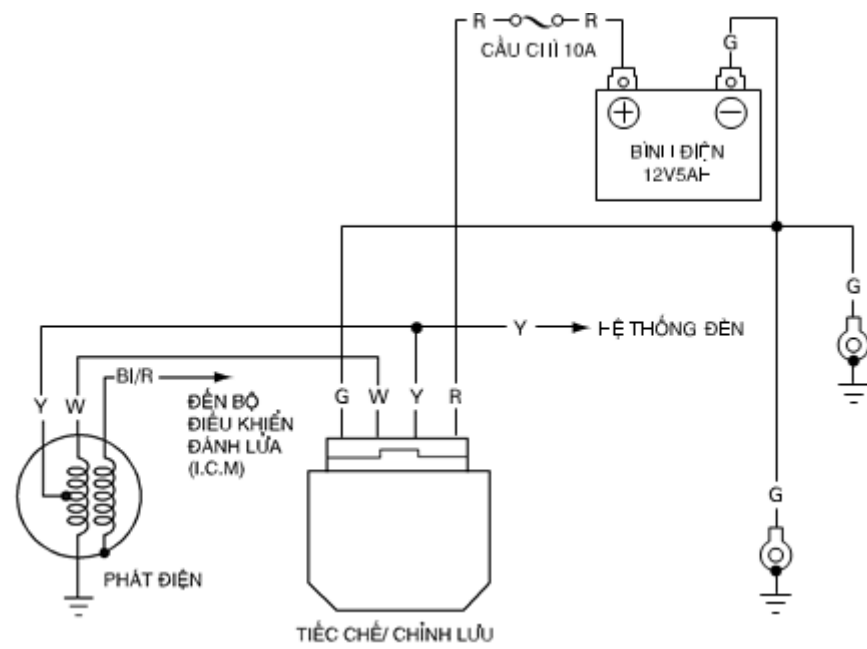 R R
CẦU CHÌ 10A
G
BÌNH ĐIỆN
12V5AH
G
Y HỆ THỐNG ĐÈN
BI/R
Y W
ĐẾN BỘ
ĐIỀU KHIỂN
ĐÁNH LỬA
(I.C.M)
G W Y R
G
PHÁT ĐIỆN
TIẾC CHẾ/ CHỈNH LƯU